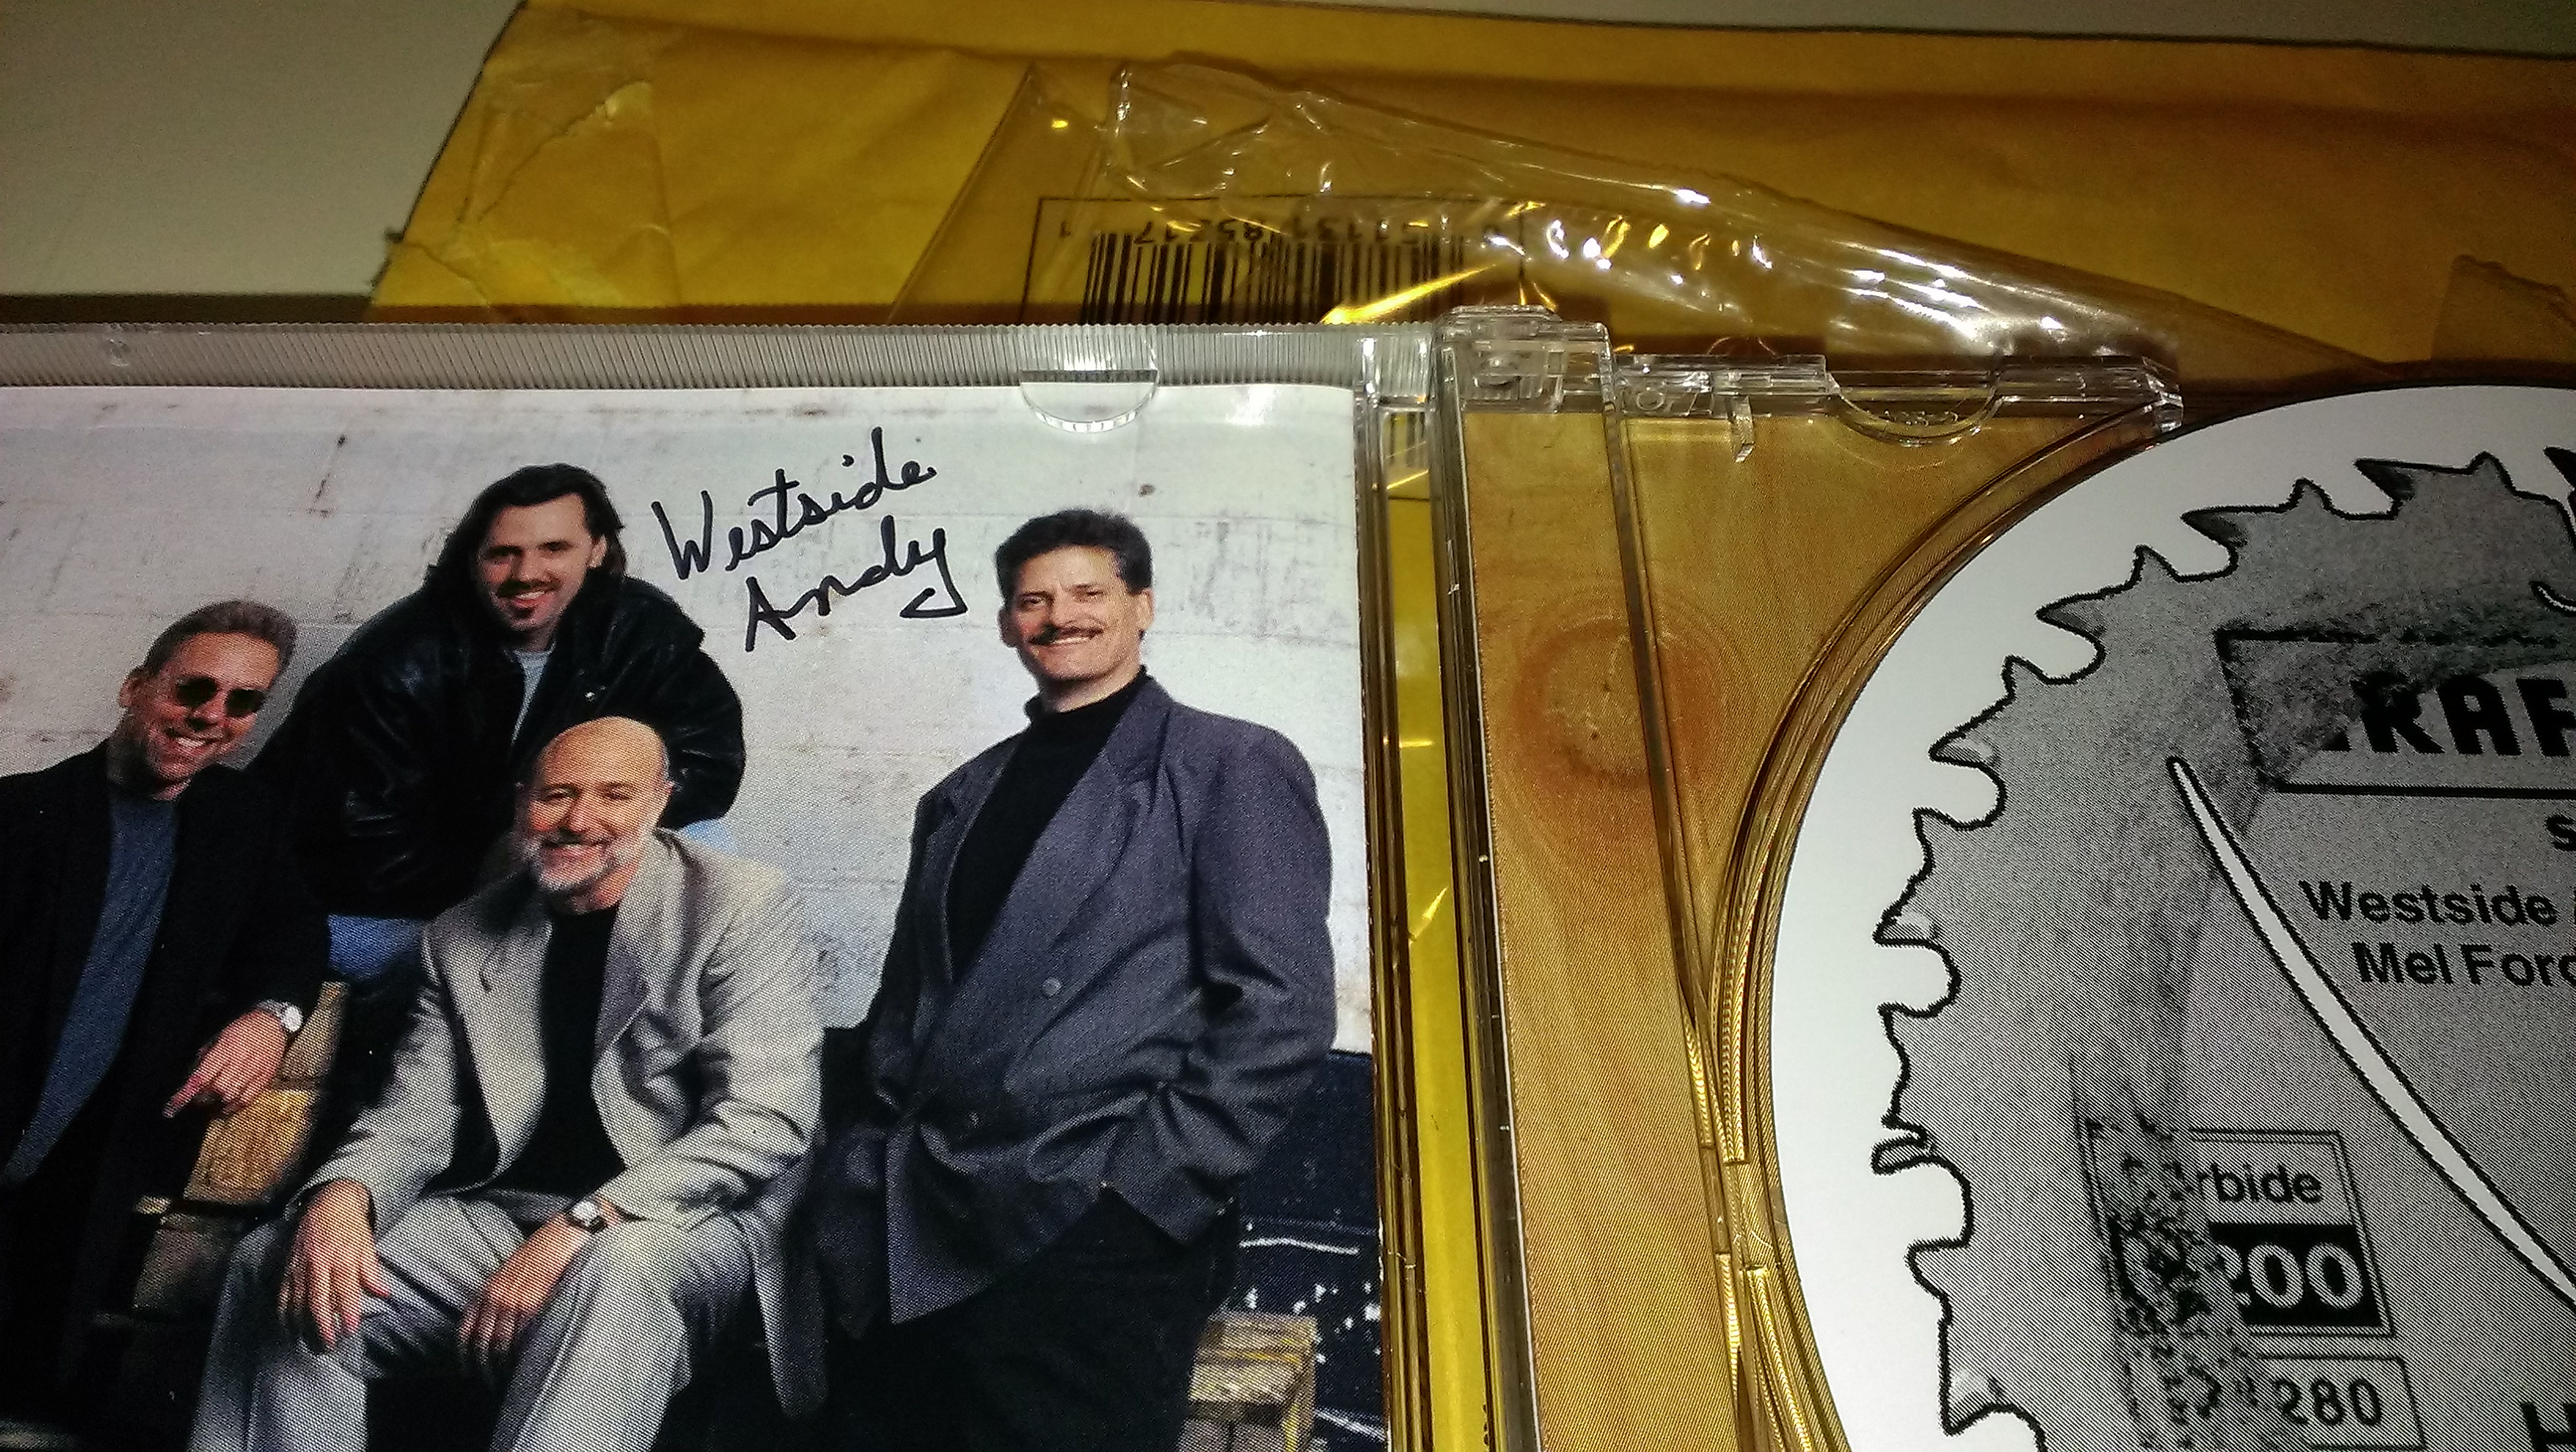 Westside
Andy
Westside
Mel Ford
rbide
200
280